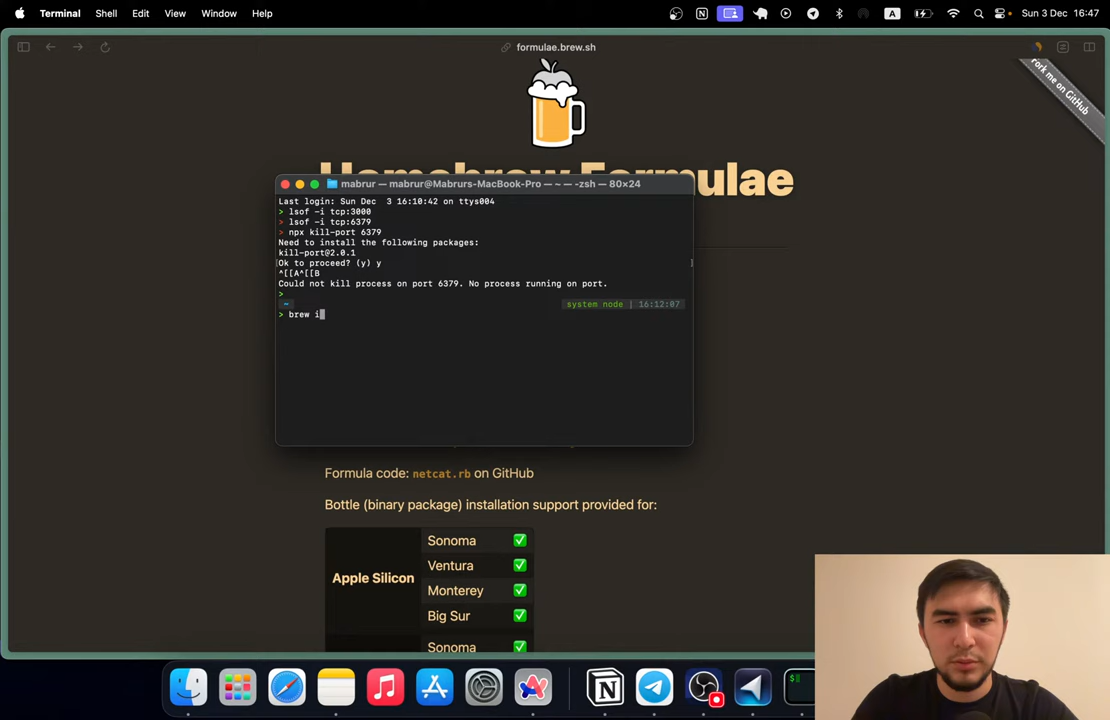 Terminal Shell Edit View Window Help
A
Sun 3 Dec 16:47
formulae.brew.sh
Fork me on GitHub
Homebrew Formulae
mabrur — mabrur@Mabrurs-MacBook-Pro — ~ — -zsh — 80×24
Last login: Sun Dec  3 16:10:42 on ttys004
> lsof -i tcp:3000
> lsof -i tcp:6379
> npx kill-port 6379
Need to install the following packages:
kill-port@2.0.1
Ok to proceed? (y) y
^[[A^[[B
Could not kill process on port 6379. No process running on port.
>
~
system node | 16:12:07
> brew i
Formula code: netcat.rb on GitHub
Bottle (binary package) installation support provided for:
Apple Silicon
Sonoma ✅
Ventura ✅
Monterey ✅
Big Sur ✅
Sonoma ✅
$